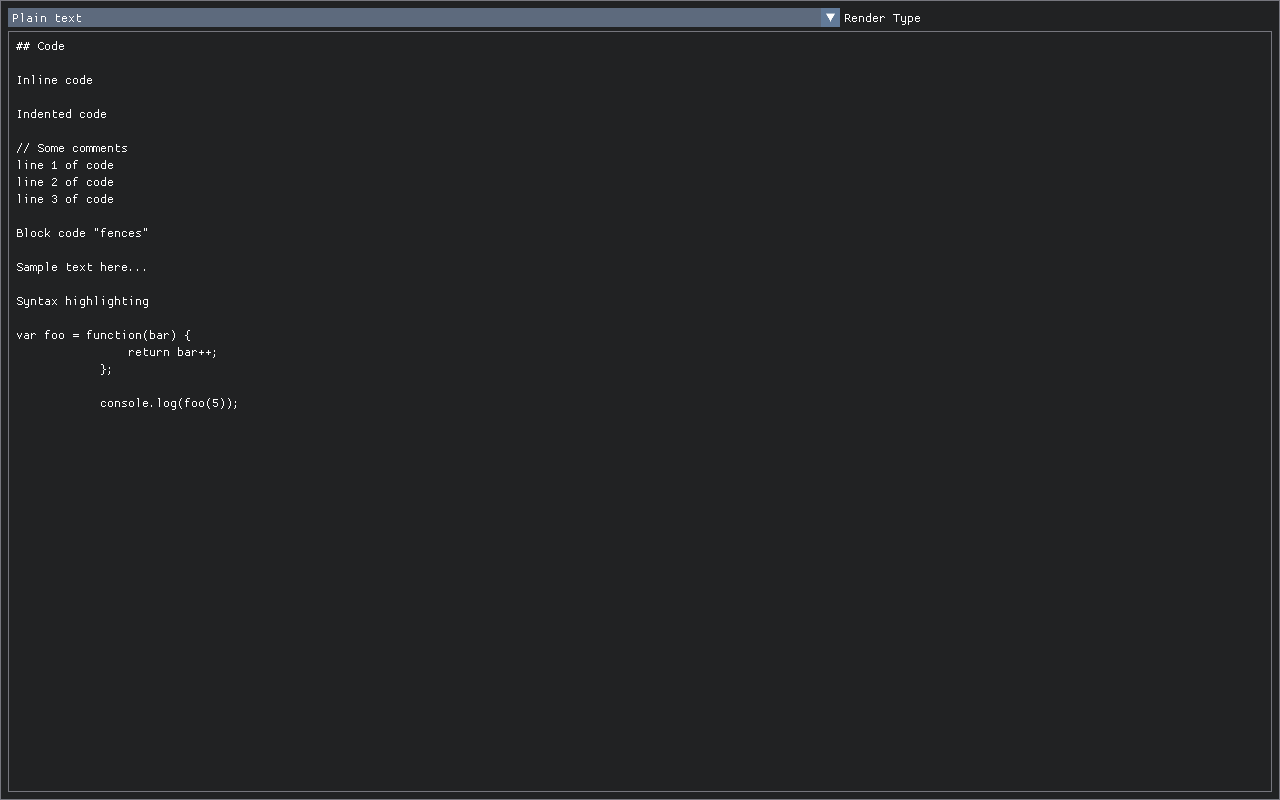 Plain text
Render Type
## Code
Inline code
Indented code
// Some comments
line 1 of code
line 2 of code
line 3 of code
Block code "fences"
Sample text here...
Syntax highlighting
var foo = function(bar) {
return bar++;
};
console.log(foo(5));